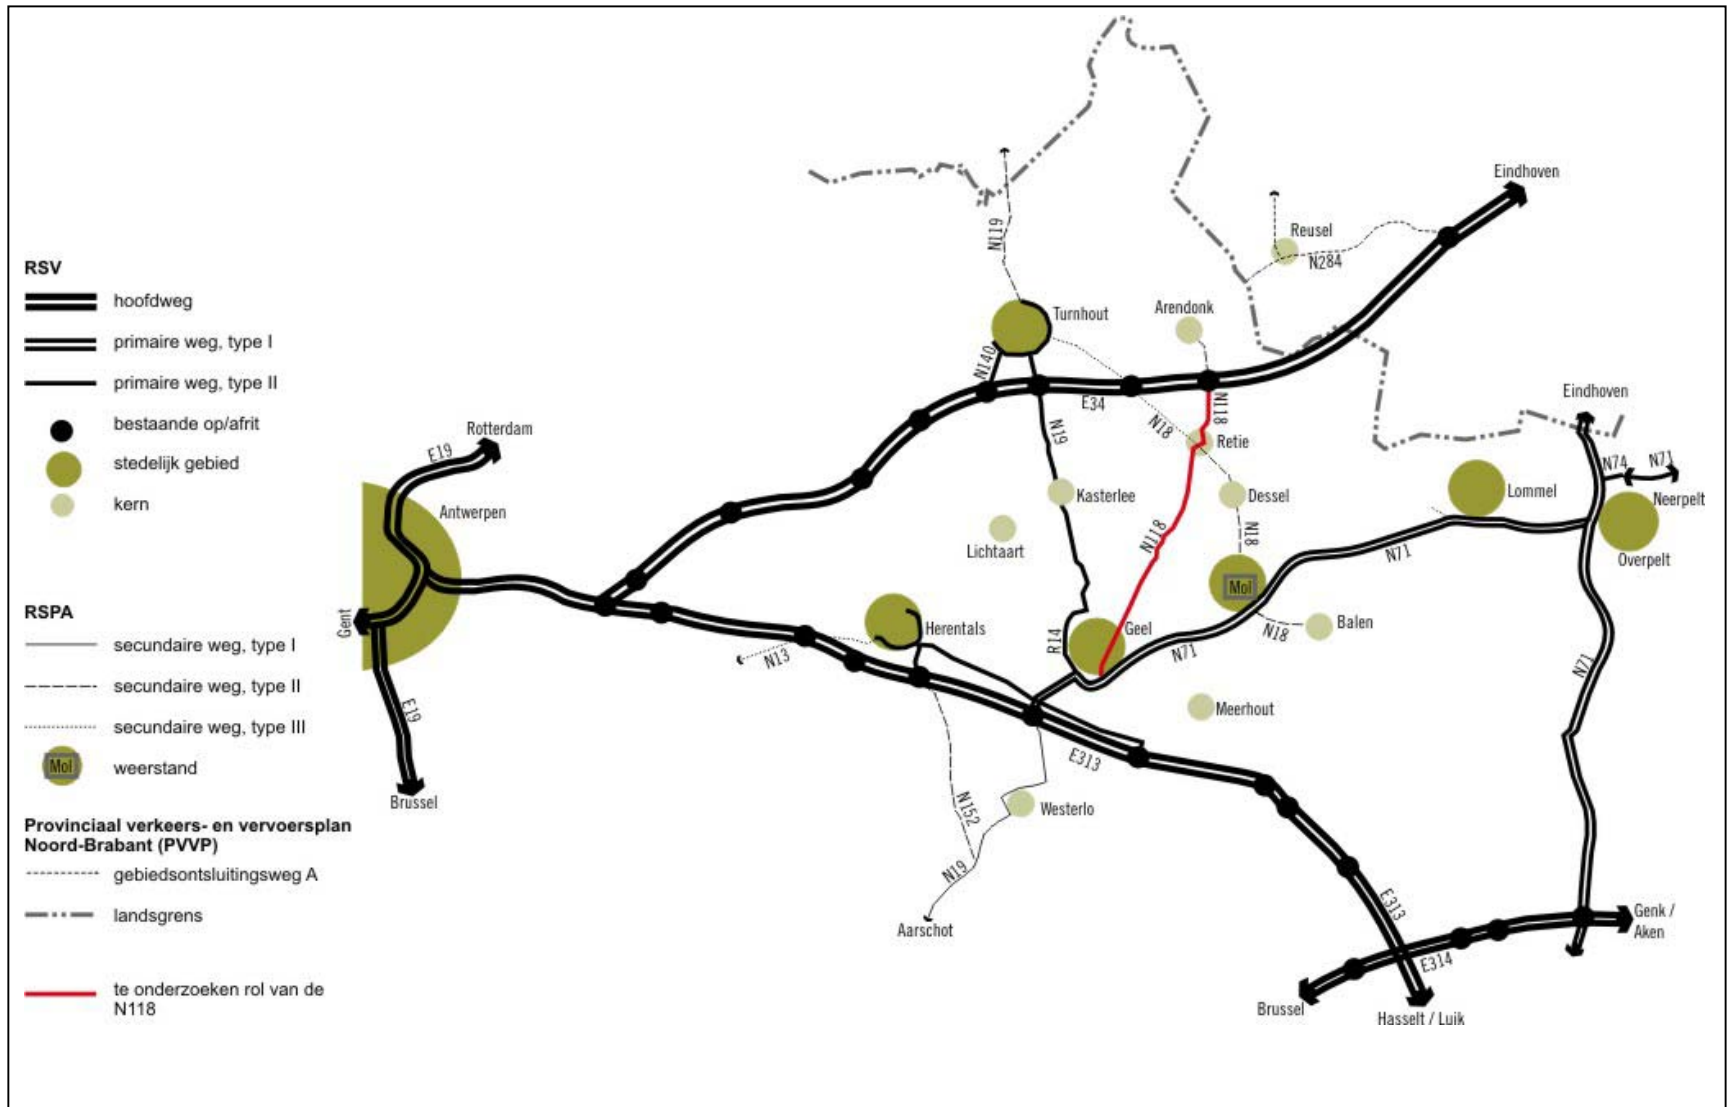 RSV
hoofdweg
primaire weg, type I
primaire weg, type II
bestaande op/afrit
stedelijk gebied
kern
RSPA
secundaire weg, type I
secundaire weg, type II
secundaire weg, type III
Mol
weerstand
Provinciaal verkeers- en vervoersplan
Noord-Brabant (PVVP)
gebiedsontsluitingsweg A
landsgrens
te onderzoeken rol van de
N118
Eindhoven
Reusel
N284
N119
Arendonk
Turnhout
N140
E34
N118
N18
Retie
N19
Eindhoven
N74
N71
Neerpelt
Lommel
Overpelt
Rotterdam
E19
Antwerpen
Kasterlee
Dessel
Lichtaart
N118
N18
N71
Mol
Gent
Herentals
R14
Geel
N18
Balen
N13
N71
N71
Meerhout
E19
E313
Brussel
N152
Westerlo
N19
Aarschot
E313
Genk /
Aken
E314
Brussel
Hasselt / Luik